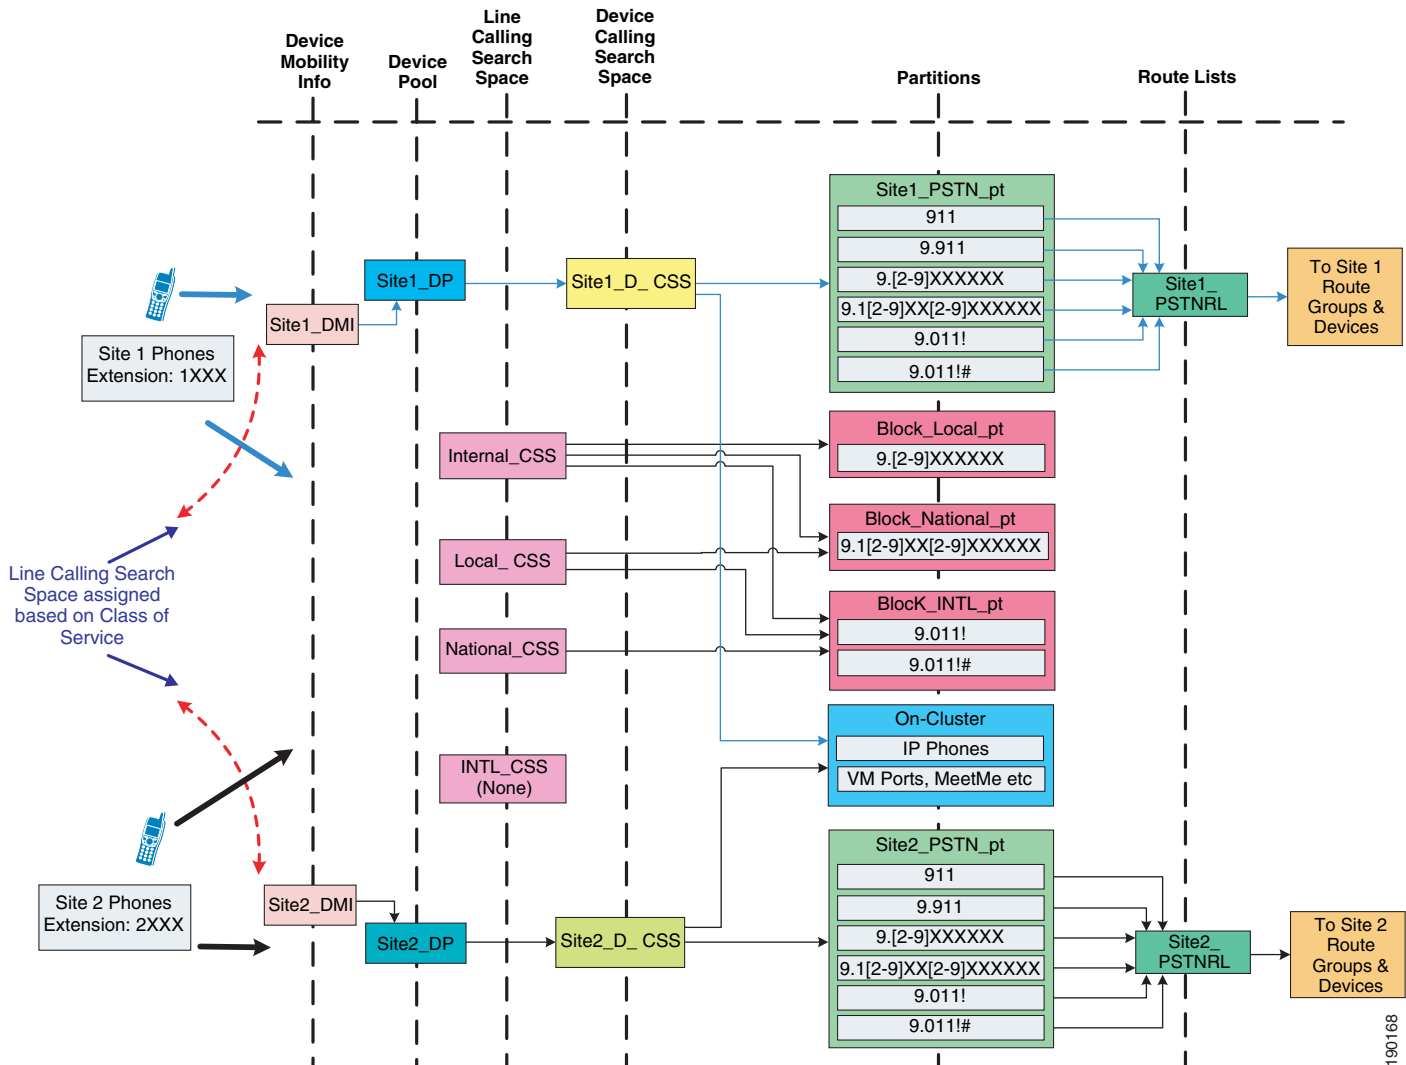 Device
Mobility
Info
Device
Pool
Line
Calling
Search
Space
Device
Calling
Search
Space
Partitions
Route Lists
Site1_PSTN_pt
911
9.911
9.[2-9]XXXXXX
9.1[2-9]XX[2-9]XXXXXX
9.011!
9.011!#
Site1_DP
Site1_D_ CSS
Site1_DMI
Site1_
PSTNRL
To Site 1
Route
Groups &
Devices
Site 1 Phones
Extension: 1XXX
Block_Local_pt
9.[2-9]XXXXXX
Internal_CSS
Block_National_pt
9.1[2-9]XX[2-9]XXXXXX
Local_ CSS
Line Calling Search
Space assigned
based on Class of
Service
BlocK_INTL_pt
9.011!
9.011!#
National_CSS
On-Cluster
IP Phones
VM Ports, MeetMe etc
INTL_CSS
(None)
Site2_PSTN_pt
911
9.911
9.[2-9]XXXXXX
9.1[2-9]XX[2-9]XXXXXX
9.011!
9.011!#
Site 2 Phones
Extension: 2XXX
Site2_DMI
Site2_DP
Site2_D_ CSS
Site2_
PSTNRL
To Site 2
Route
Groups &
Devices
190168